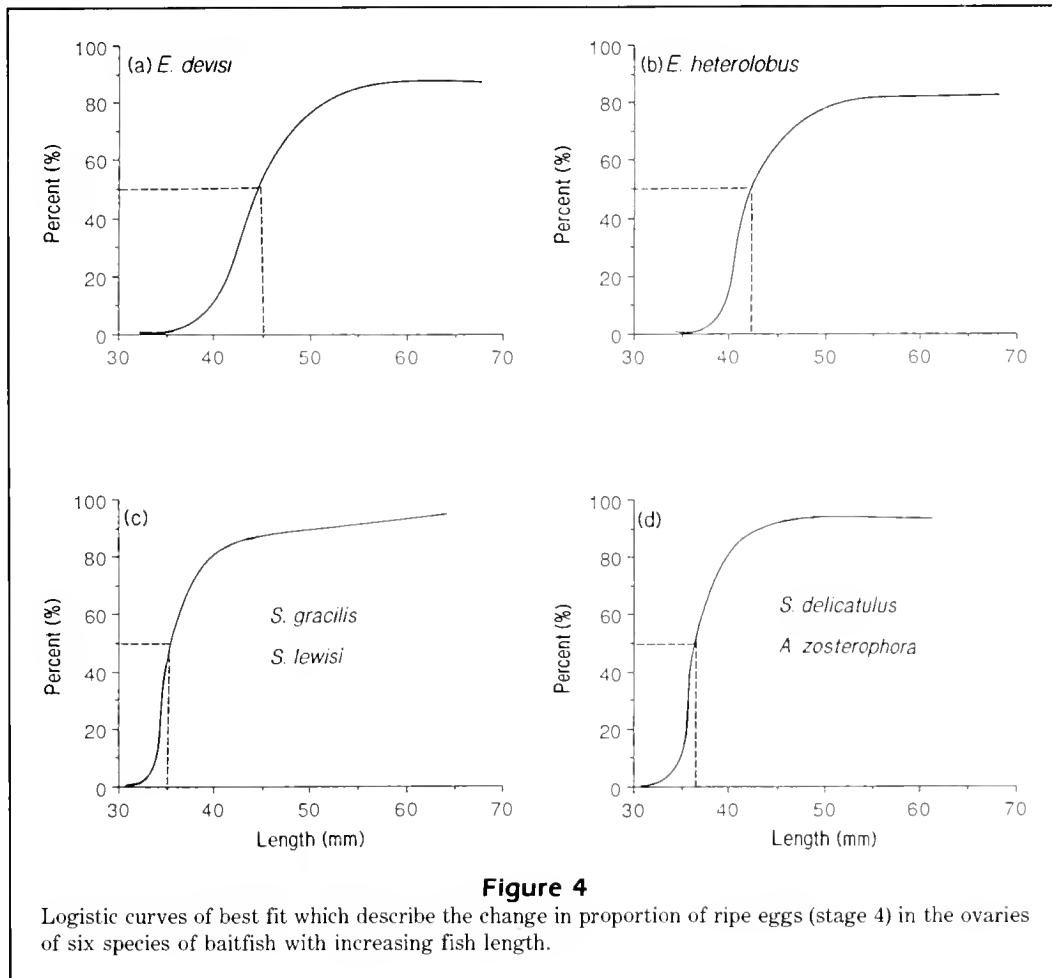 (a) E. devisi
100
80
60
40
20
0
Percent (%)
30 40 50 60 70
(b) E. heterolobus
100
80
60
40
20
0
Percent (%)
30 40 50 60 70
(c)
100
80
60
40
20
0
Percent (%)
S. gracilis
S. lewisi
30 40 50 60 70
Length (mm)
(d)
100
80
60
40
20
0
Percent (%)
S. delicatulus
A. zosterophora
30 40 50 60 70
Length (mm)
Figure 4
Logistic curves of best fit which describe the change in proportion of ripe eggs (stage 4) in the ovaries
of six species of baitfish with increasing fish length.